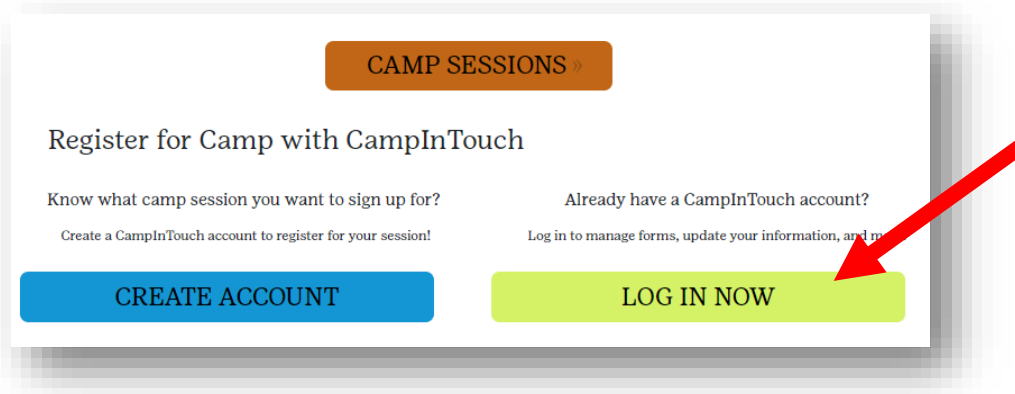 CAMP SESSIONS »
Register for Camp with CampInTouch
Know what camp session you want to sign up for?
Create a CampInTouch account to register for your session!
CREATE ACCOUNT
Already have a CampInTouch account?
Log in to manage forms, update your information, and
LOG IN NOW